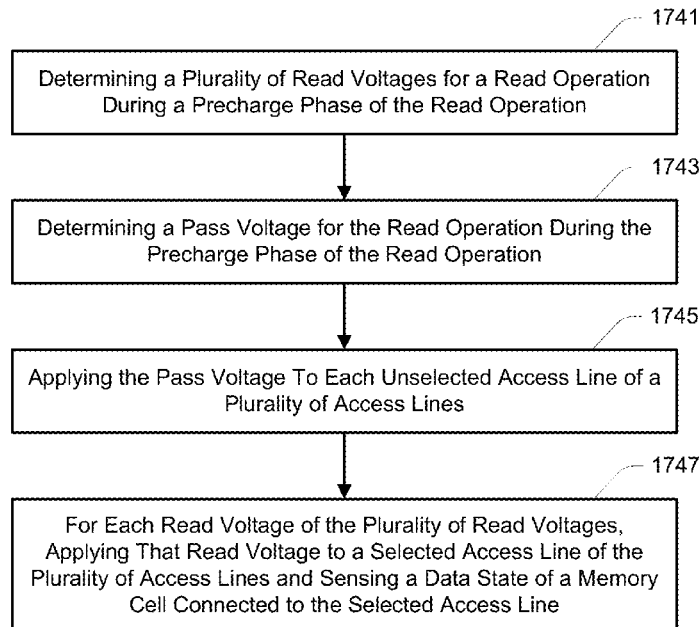 1741
Determining a Plurality of Read Voltages for a Read Operation
During a Precharge Phase of the Read Operation
1743
Determining a Pass Voltage for the Read Operation During the
Precharge Phase of the Read Operation
1745
Applying the Pass Voltage To Each Unselected Access Line of a
Plurality of Access Lines
1747
For Each Read Voltage of the Plurality of Read Voltages,
Applying That Read Voltage to a Selected Access Line of the
Plurality of Access Lines and Sensing a Data State of a Memory
Cell Connected to the Selected Access Line